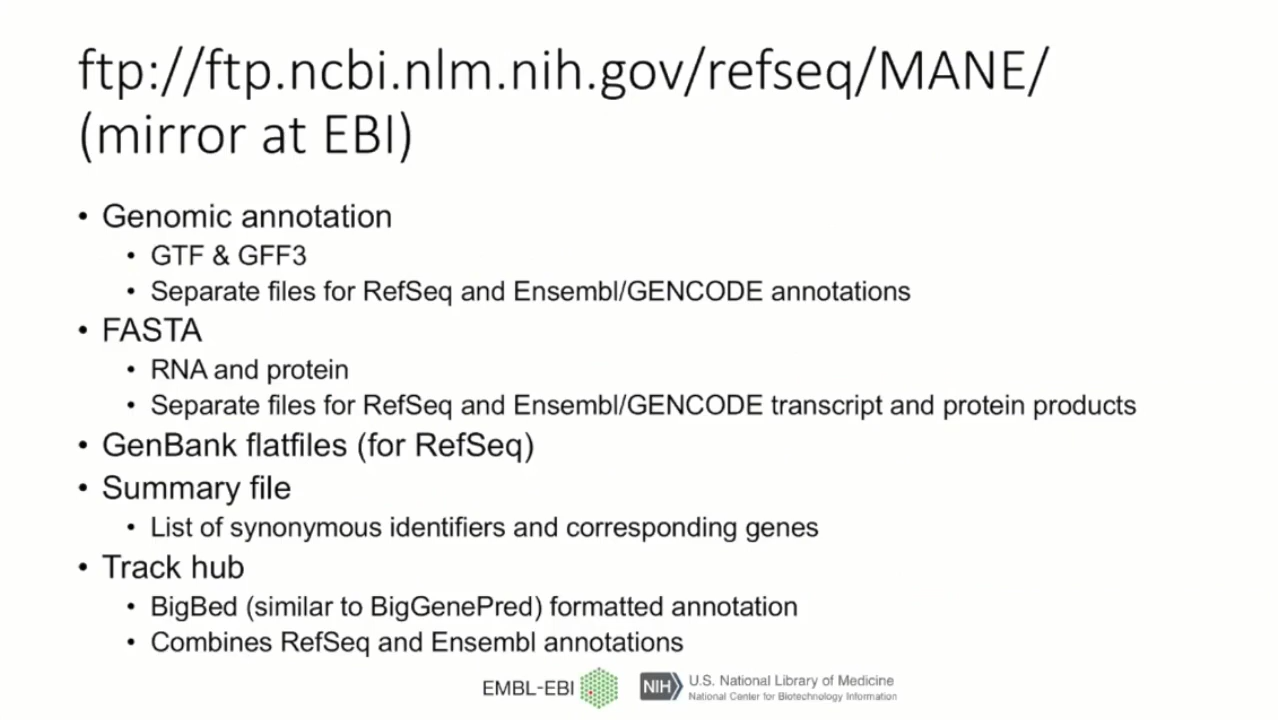 ftp://ftp.ncbi.nlm.nih.gov/refseq/MANE/
(mirror at EBI)
• Genomic annotation
• GTF & GFF3
• Separate files for RefSeq and Ensembl/GENCODE annotations
• FASTA
• RNA and protein
• Separate files for RefSeq and Ensembl/GENCODE transcript and protein products
• GenBank flatfiles (for RefSeq)
• Summary file
• List of synonymous identifiers and corresponding genes
• Track hub
• BigBed (similar to BigGenePred) formatted annotation
• Combines RefSeq and Ensembl annotations
EMBL-EBI
NIH
U.S. National Library of Medicine
National Center for Biotechnology Information